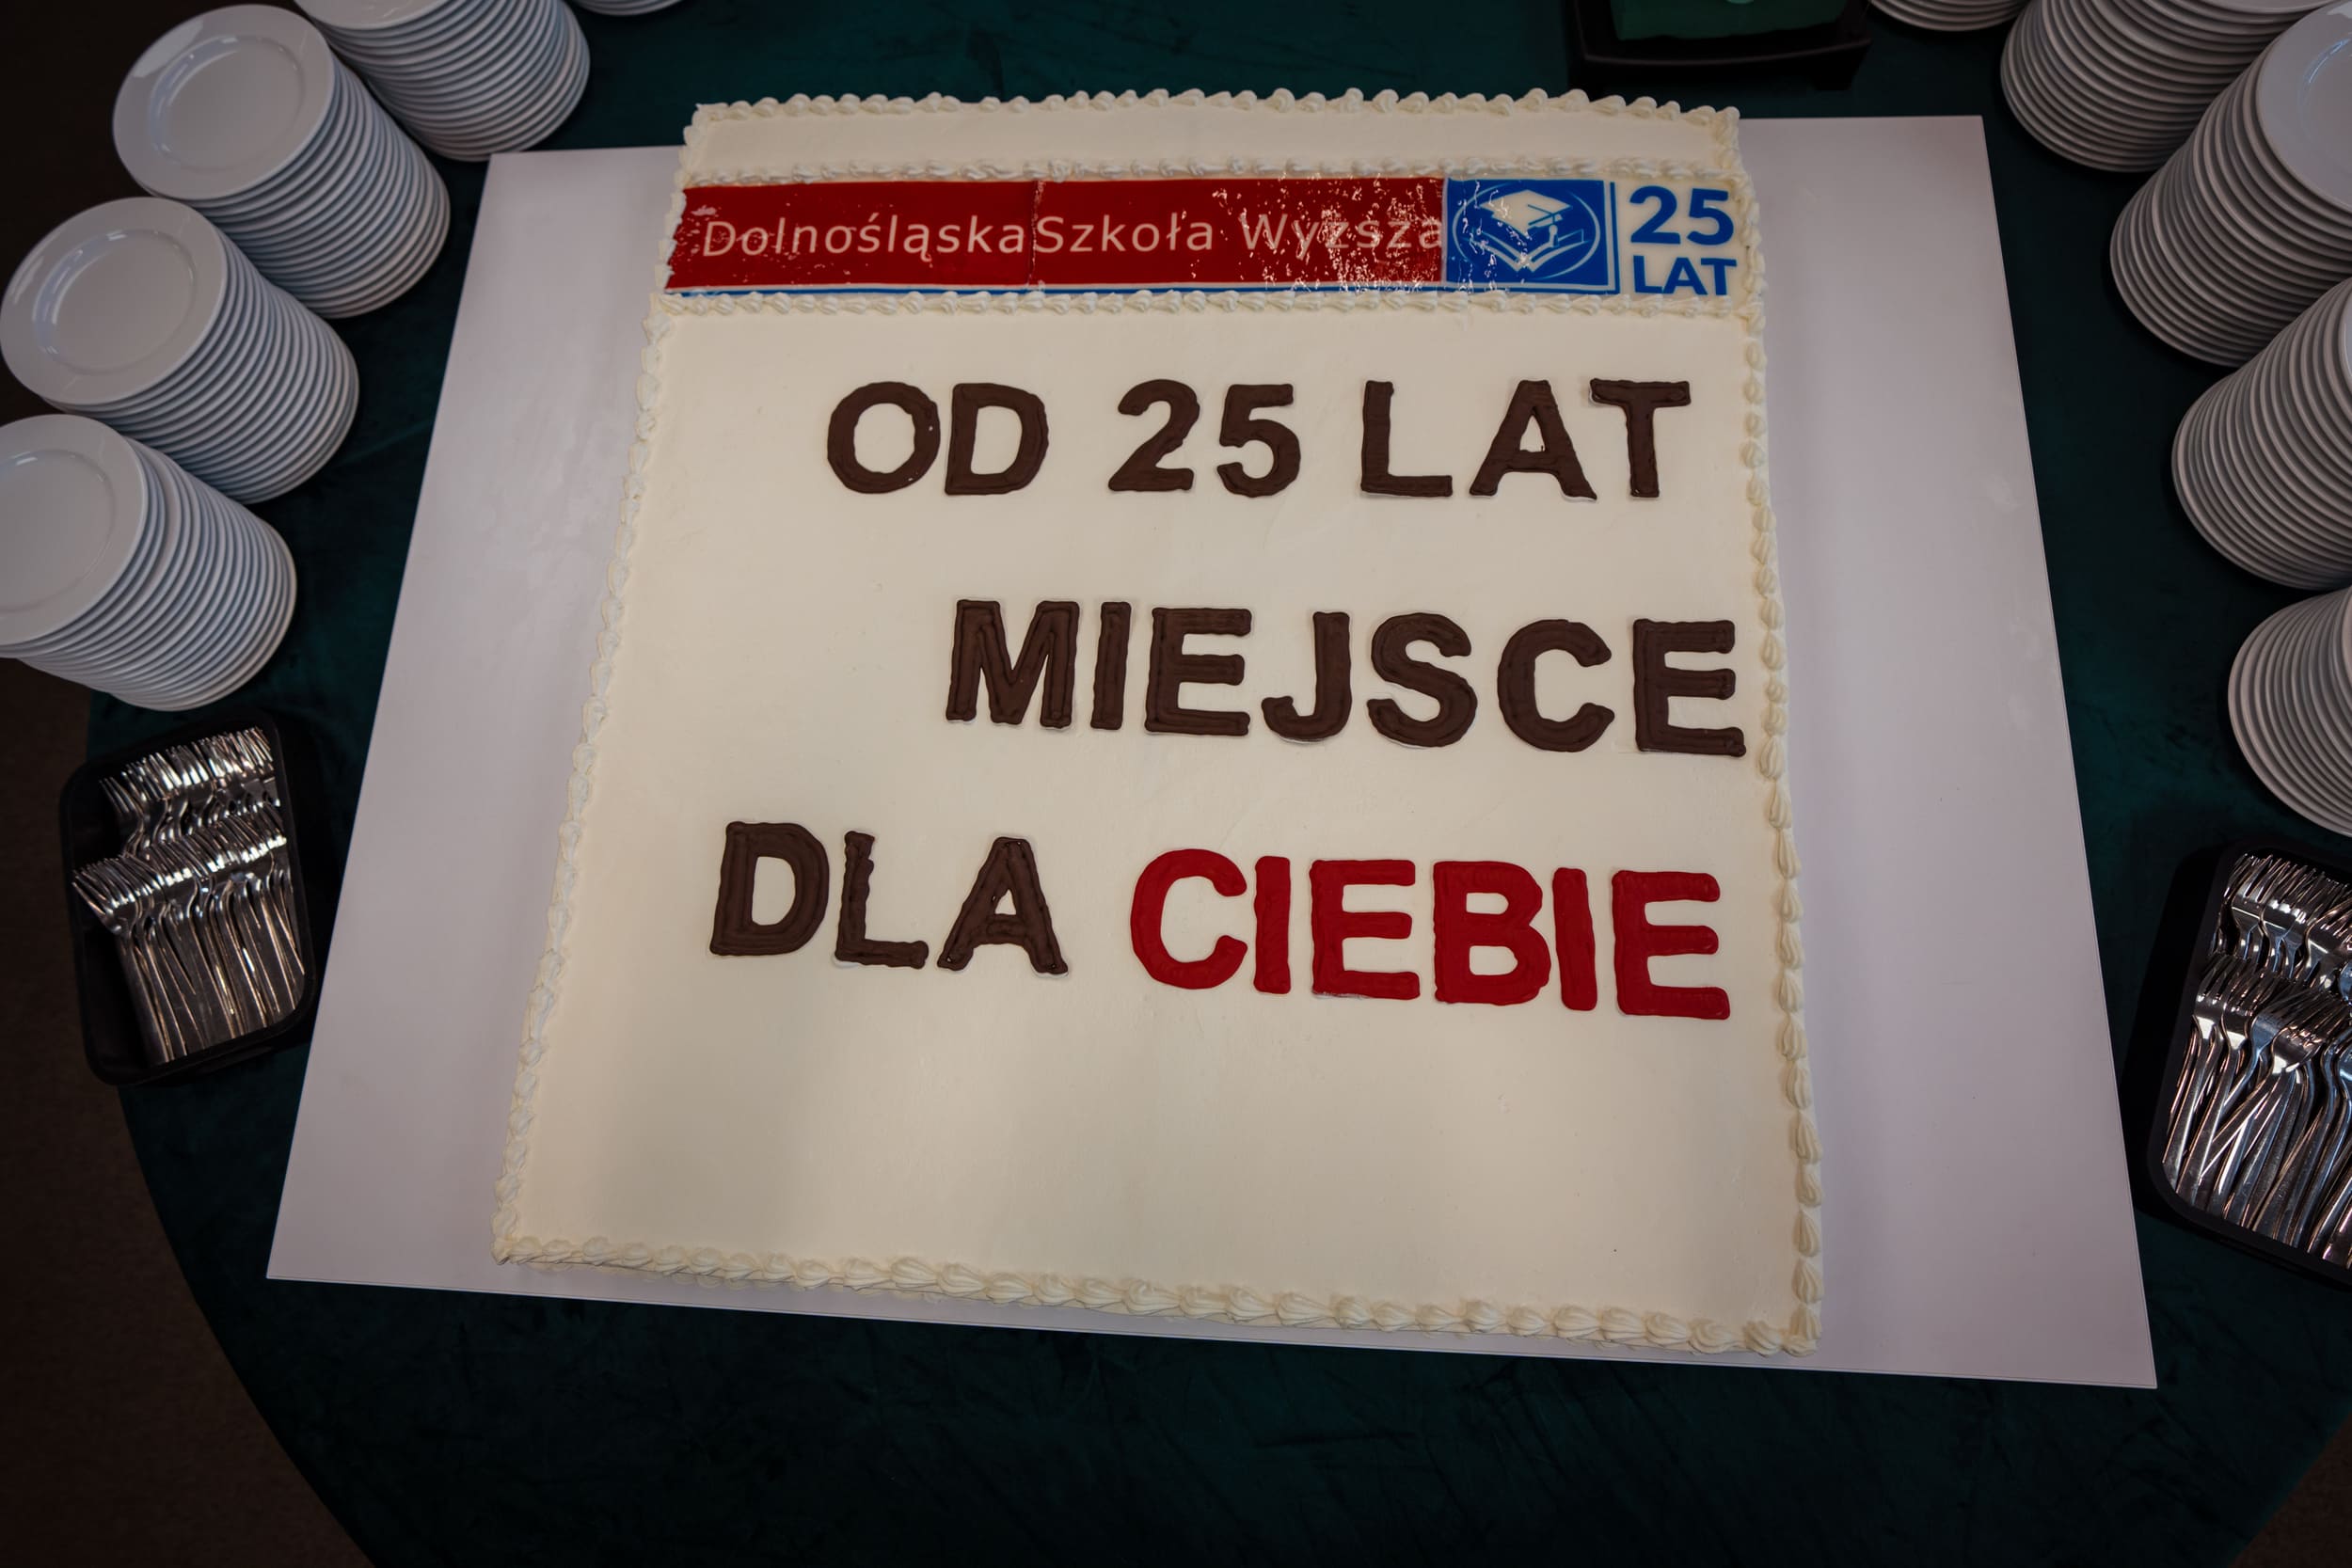 Dolnośląska Szkoła Wyższa
25
LAT
OD 25 LAT
MIEJSCE
DLA CIEBIE